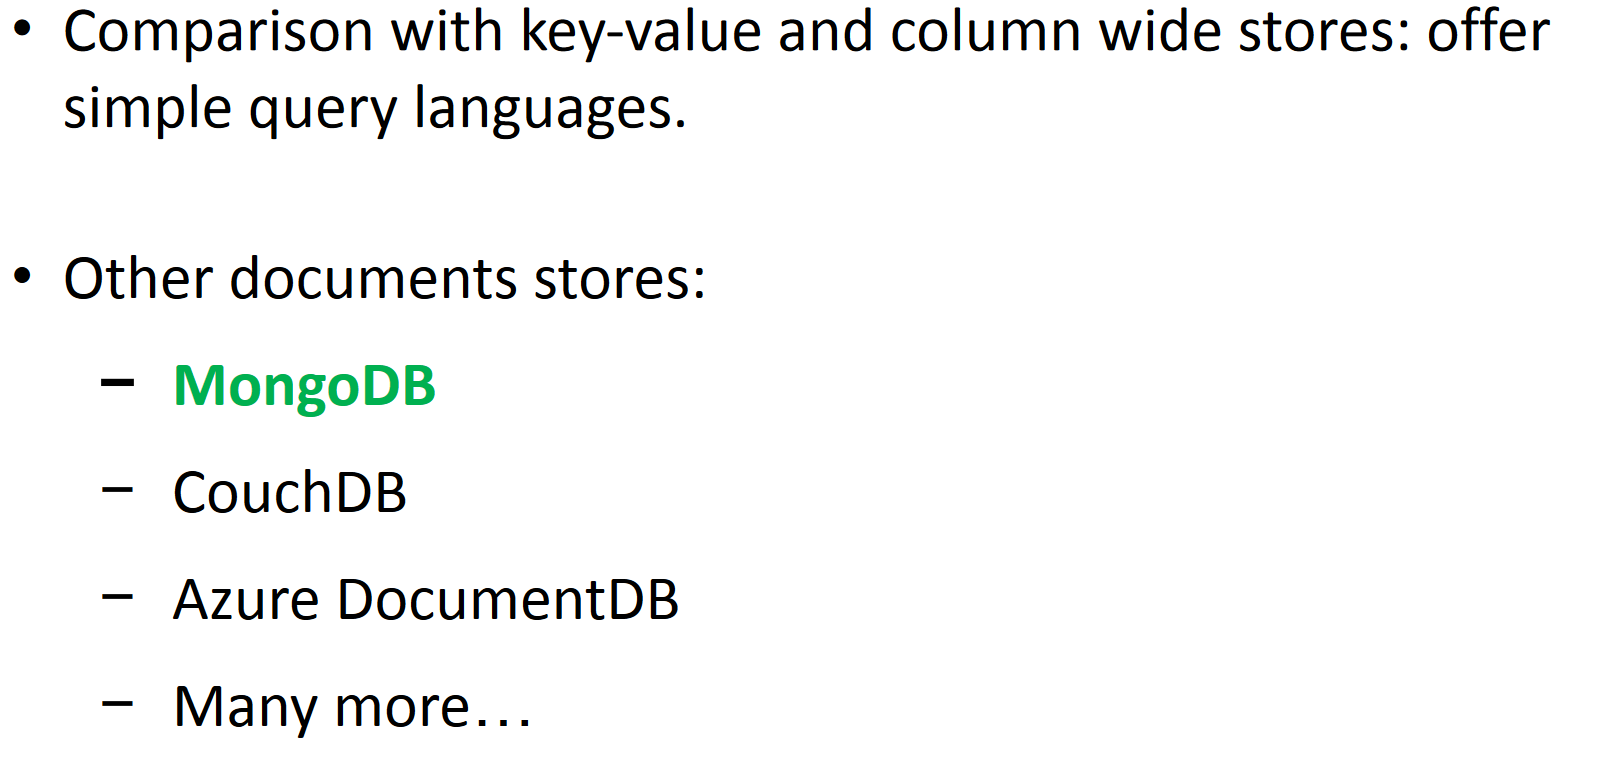 • Comparison with key-value and column wide stores: offer
simple query languages.
• Other documents stores:
– MongoDB
– CouchDB
– Azure DocumentDB
– Many more…